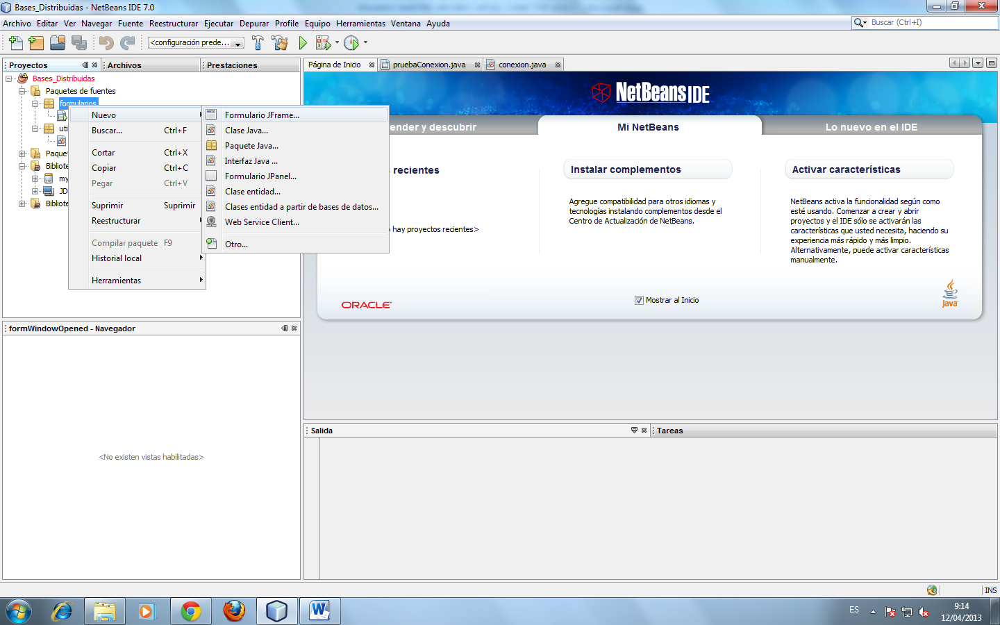 Bases_Distribuidas - NetBeans IDE 7.0
Archivo Editar Ver Navegar Fuente Reestructurar Ejecutar Depurar Profile Equipo Herramientas Ventana Ayuda
Buscar (Ctrl+I)
<configuración prede...
Proyectos
Archivos
Prestaciones
Página de Inicio
pruebaConexion.java
conexion.java
Bases_Distribuidas
Paquetes de fuentes
formularios
uti
Paquet
Bibliote
my
JD
Bibliote
Nuevo
Buscar... Ctrl+F
Cortar Ctrl+X
Copiar Ctrl+C
Pegar Ctrl+V
Suprimir Suprimir
Reestructurar
Compilar paquete F9
Historial local
Herramientas
Formulario JFrame...
Clase Java...
Paquete Java...
Interfaz Java ...
Formulario JPanel...
Clase entidad...
Clases entidad a partir de bases de datos...
Web Service Client...
Otro...
NetBeans IDE
ender y descubrir
Mi NetBeans
Lo nuevo en el IDE
recientes
o hay proyectos recientes>
Instalar complementos
Agregue compatibilidad para otros idiomas y
tecnologías instalando complementos desde el
Centro de Actualización de NetBeans.
Activar características
NetBeans activa la funcionalidad según como
esté usando. Comenzar a crear y abrir
proyectos y el IDE sólo se activarán las
características que usted necesita, haciendo su
experiencia más rápido y más limpio.
Alternativamente, puede activar características
manualmente.
ORACLE
Mostrar al Inicio
Java
formWindowOpened - Navegador
<No existen vistas habilitadas>
Salida
Tareas
INS
ES
9:14
12/04/2013